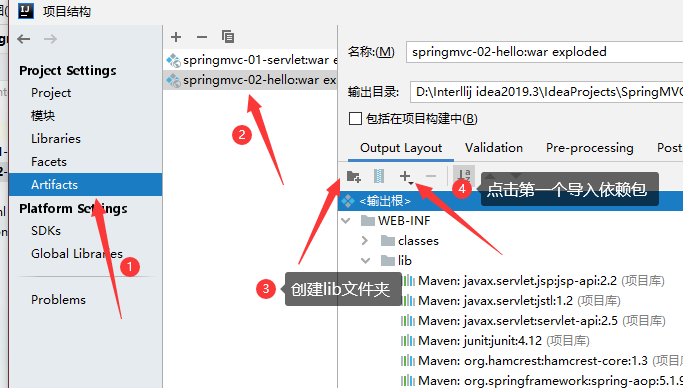 项目结构
Project Settings
Project
模块
Libraries
Facets
Artifacts
Platform Settings
SDKs
Global Libraries
Problems
springmvc-01-servlet:war e
springmvc-02-hello:war ex
名称:(M) springmvc-02-hello:war exploded
输出目录: D:\Interllij idea2019.3\IdeaProjects\SpringMVC
包括在项目构建中(B)
Output Layout Validation Pre-processing Post
<输出根>
WEB-INF
classes
lib
Maven: javax.servlet.jsp:jsp-api:2.2 (项目库)
Maven: javax.servlet:jstl:1.2 (项目库)
Maven: javax.servlet:servlet-api:2.5 (项目库)
Maven: junit:junit:4.12 (项目库)
Maven: org.hamcrest:hamcrest-core:1.3 (项目库)
Maven: org.springframework:spring-aop:5.1.9
1
2
3 创建lib文件夹
4 点击第一个导入依赖包